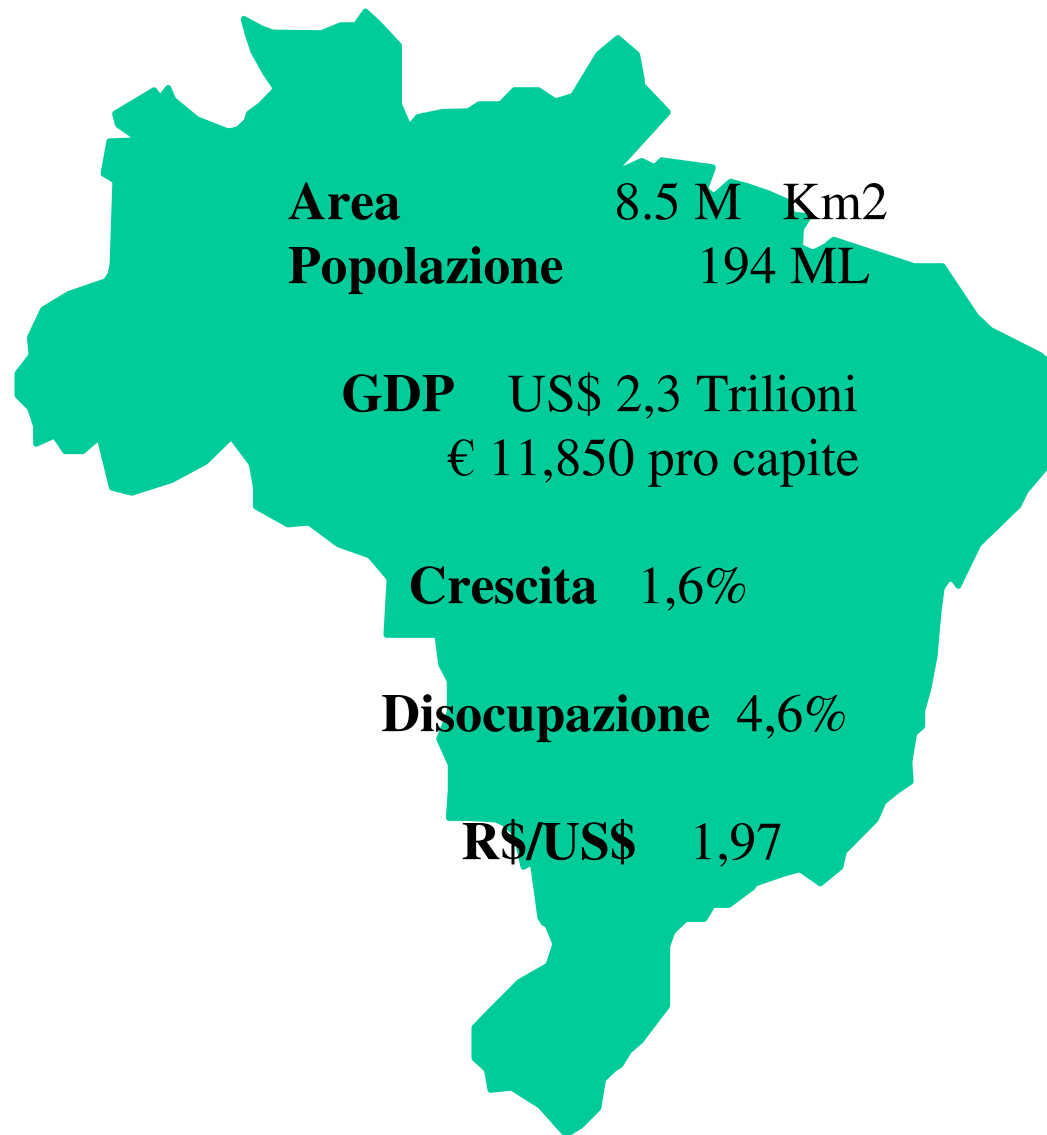 Area 8.5 M Km2
Popolazione 194 ML
GDP US$ 2,3 Trilioni
€ 11,850 pro capite
Crescita 1,6%
Disocupazione 4,6%
R$/US$ 1,97